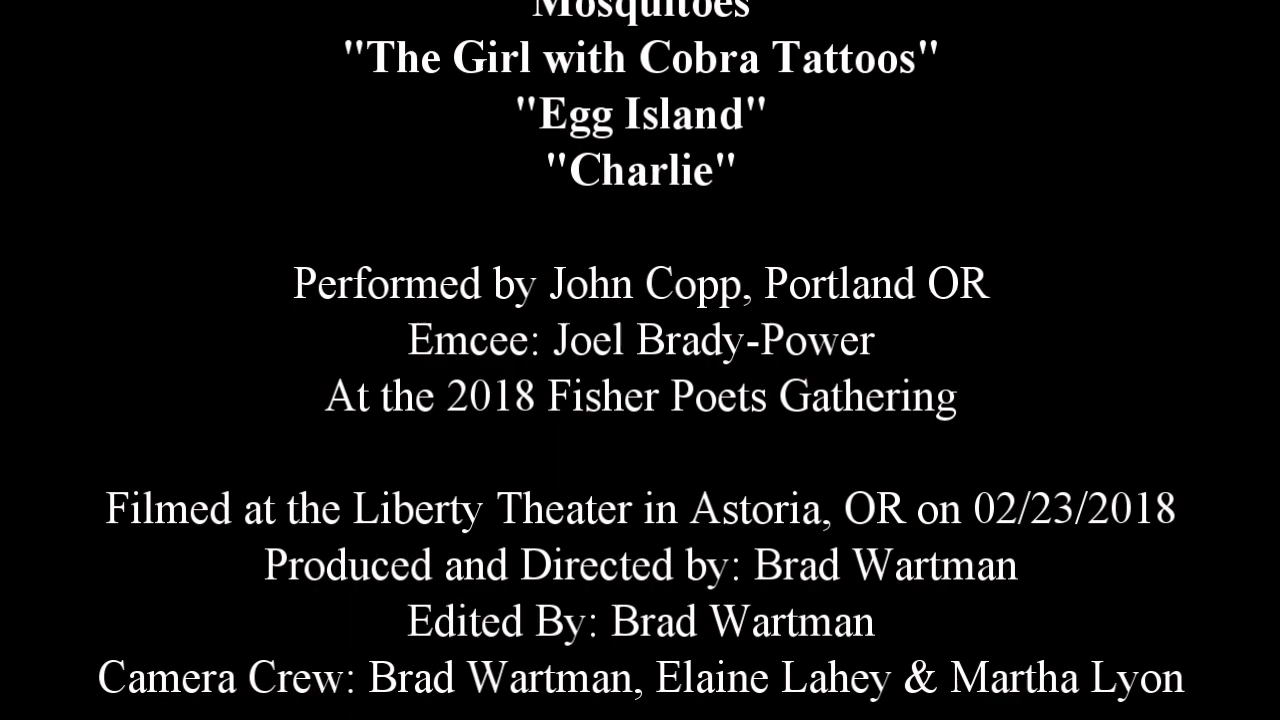 Mosquitoes
"The Girl with Cobra Tattoos"
"Egg Island"
"Charlie"
Performed by John Copp, Portland OR
Emcee: Joel Brady-Power
At the 2018 Fisher Poets Gathering
Filmed at the Liberty Theater in Astoria, OR on 02/23/2018
Produced and Directed by: Brad Wartman
Edited By: Brad Wartman
Camera Crew: Brad Wartman, Elaine Lahey & Martha Lyon